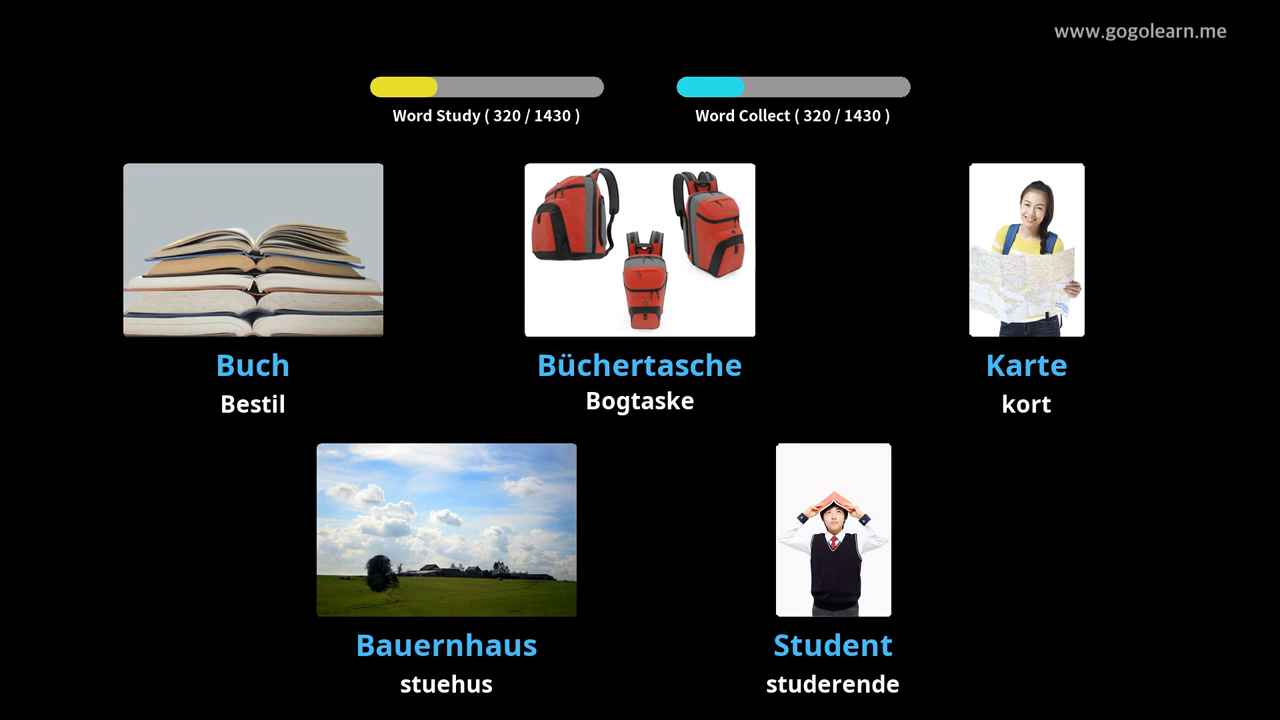 www.gogolearn.me
Word Study ( 320 / 1430 )
Word Collect ( 320 / 1430 )
Buch
Bestil
Büchertasche
Bogtaske
Karte
kort
Bauernhaus
stuehus
Student
studerende